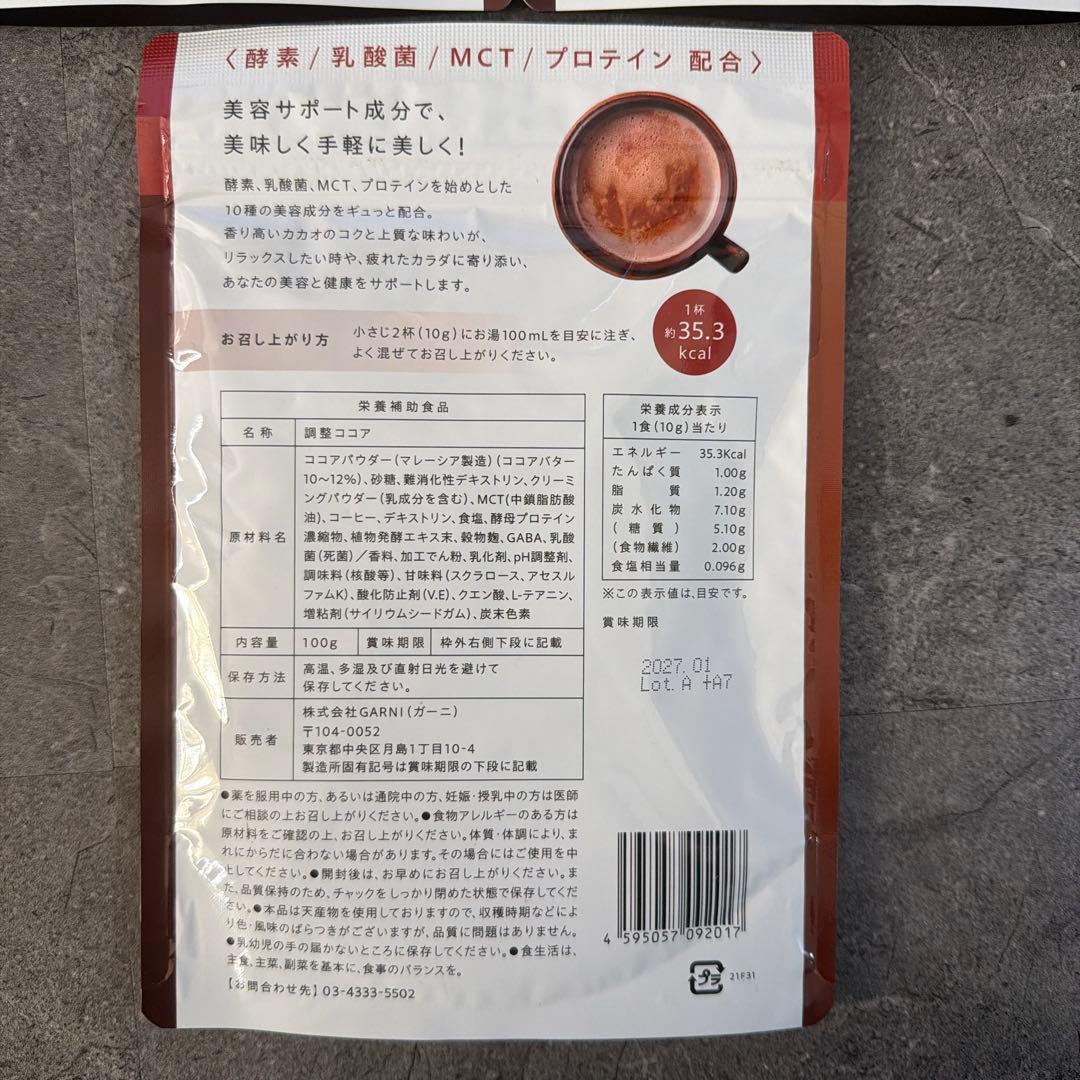 〈酵素/乳酸菌/MCT/プロテイン 配合〉
美容サポート成分で、
美味しく手軽に美しく!
酵素、乳酸菌、MCT、プロテインを始めとした
10種の美容成分をギュっと配合。
香り高いカカオのコクと上質な味わいが、
リラックスしたい時や、疲れたカラダに寄り添い、
あなたの美容と健康をサポートします。
1杯
約35.3
kcal
お召し上がり方
小さじ2杯(10g)にお湯100mLを目安に注ぎ、
よく混ぜてお召し上がりください。
栄養補助食品
名称 調整ココア
原材料名
ココアパウダー(マレーシア製造)(ココアバター
10〜12%)、砂糖、難消化性デキストリン、クリーミ
ングパウダー(乳成分を含む)、MCT(中鎖脂肪酸
油)、コーヒー、デキストリン、食塩、酵母プロテイン
濃縮物、植物発酵エキス末、穀物麹、GABA、乳酸
菌(死菌)/香料、加工でん粉、乳化剤、pH調整剤、
調味料(核酸等)、甘味料(スクラロース、アセスル
ファムK)、酸化防止剤(V.E)、クエン酸、L-テアニン、
増粘剤(サイリウムシードガム)、炭末色素
内容量 100g 賞味期限 枠外右側下段に記載
保存方法
高温、多湿及び直射日光を避けて
保存してください。
販売者
株式会社GARNI(ガーニ)
〒104-0052
東京都中央区月島1丁目10-4
製造所固有記号は賞味期限の下段に記載
栄養成分表示
1食(10g)当たり
エネルギー 35.3Kcal
たんぱく質 1.00g
脂質 1.20g
炭水化物 7.10g
(糖質) 5.10g
(食物繊維) 2.00g
食塩相当量 0.096g
※この表示値は、目安です。
賞味期限
2027.01
Lot. A +A7
●薬を服用中の方、あるいは通院中の方、妊娠・授乳中の方は医師
にご相談の上お召し上がりください。●食物アレルギーのある方は
原材料をご確認の上、お召し上がりください。体質・体調により、ま
れにからだに合わない場合があります。その場合にはご使用を中
止してください。●開封後は、お早めにお召し上がりください。ま
た、品質保持のため、チャックをしっかり閉めた状態で保存してくだ
さい。●本品は天産物を使用しておりますので、収穫時期などによ
り色・風味のばらつきがございますが、品質に問題はありません。
●乳幼児の手の届かないところに保存してください。●食生活は、
主食、主菜、副菜を基本に、食事のバランスを。
【お問合わせ先】03-4333-5502
4 595057 092017
プラ
21F31